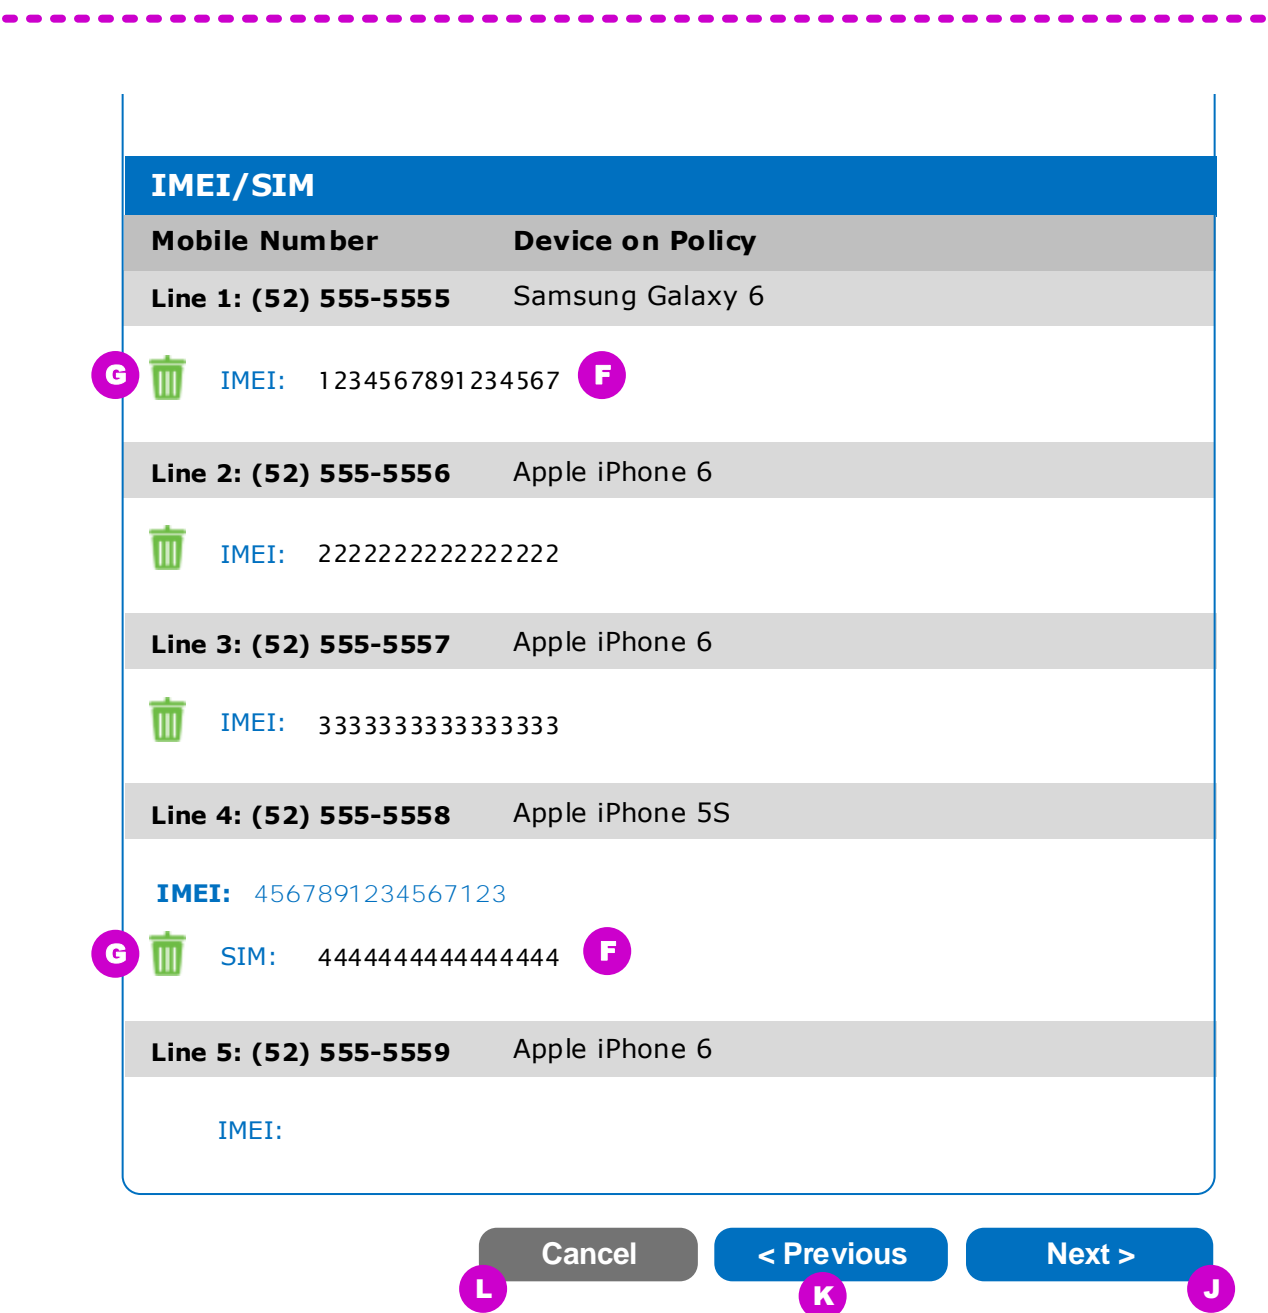 IMEI/SIM
Mobile Number Device on Policy
Line 1: (52) 555-5555 Samsung Galaxy 6
G IMEI: 1234567891234567 F
Line 2: (52) 555-5556 Apple iPhone 6
IMEI: 2222222222222222
Line 3: (52) 555-5557 Apple iPhone 6
IMEI: 3333333333333333
Line 4: (52) 555-5558 Apple iPhone 5S
IMEI: 4567891234567123
G SIM: 4444444444444444 F
Line 5: (52) 555-5559 Apple iPhone 6
IMEI:
Cancel < Previous Next >
L K J